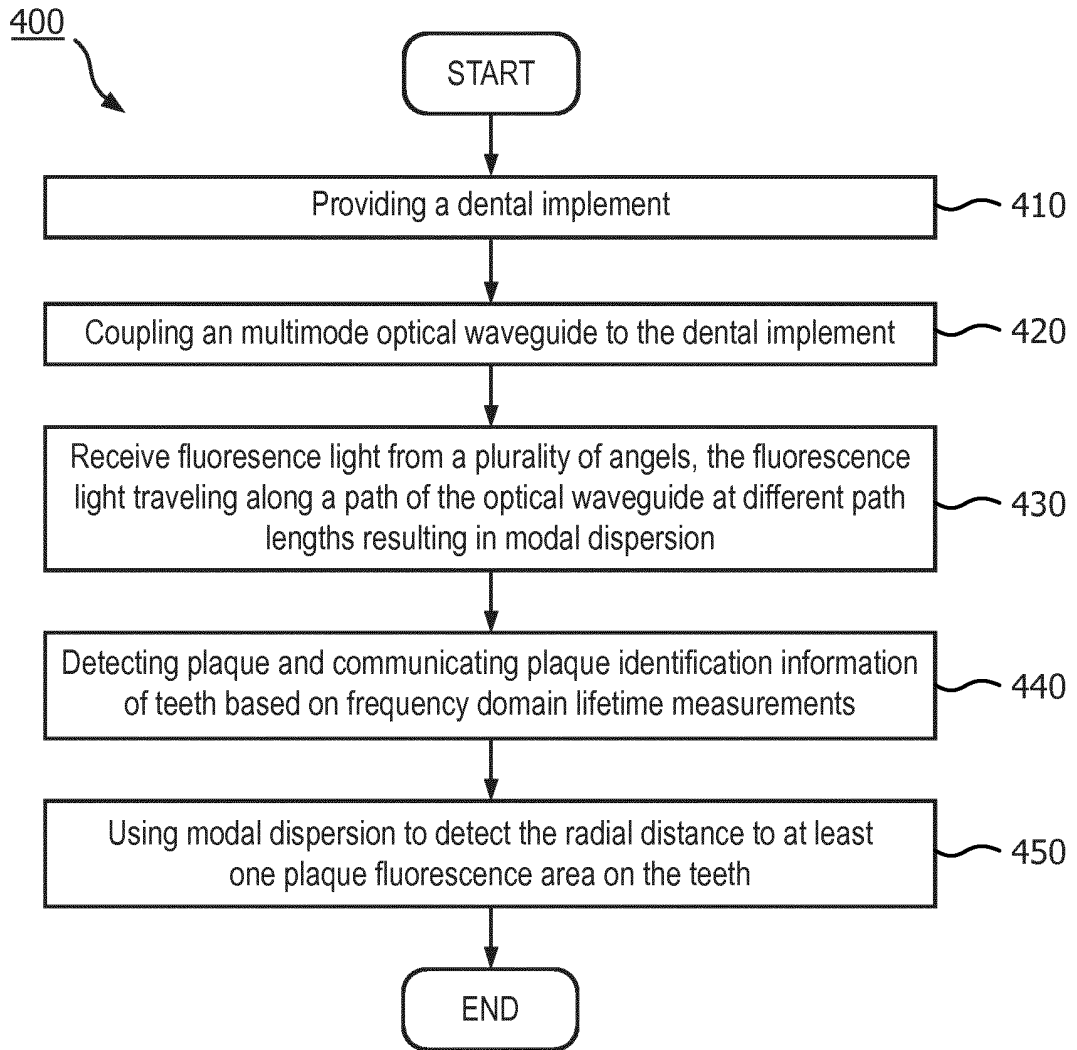 400
START
Providing a dental implement
410
Coupling an multimode optical waveguide to the dental implement
420
Receive fluoresence light from a plurality of angels, the fluorescence
light traveling along a path of the optical waveguide at different path
lengths resulting in modal dispersion
430
Detecting plaque and communicating plaque identification information
of teeth based on frequency domain lifetime measurements
440
Using modal dispersion to detect the radial distance to at least
one plaque fluorescence area on the teeth
450
END